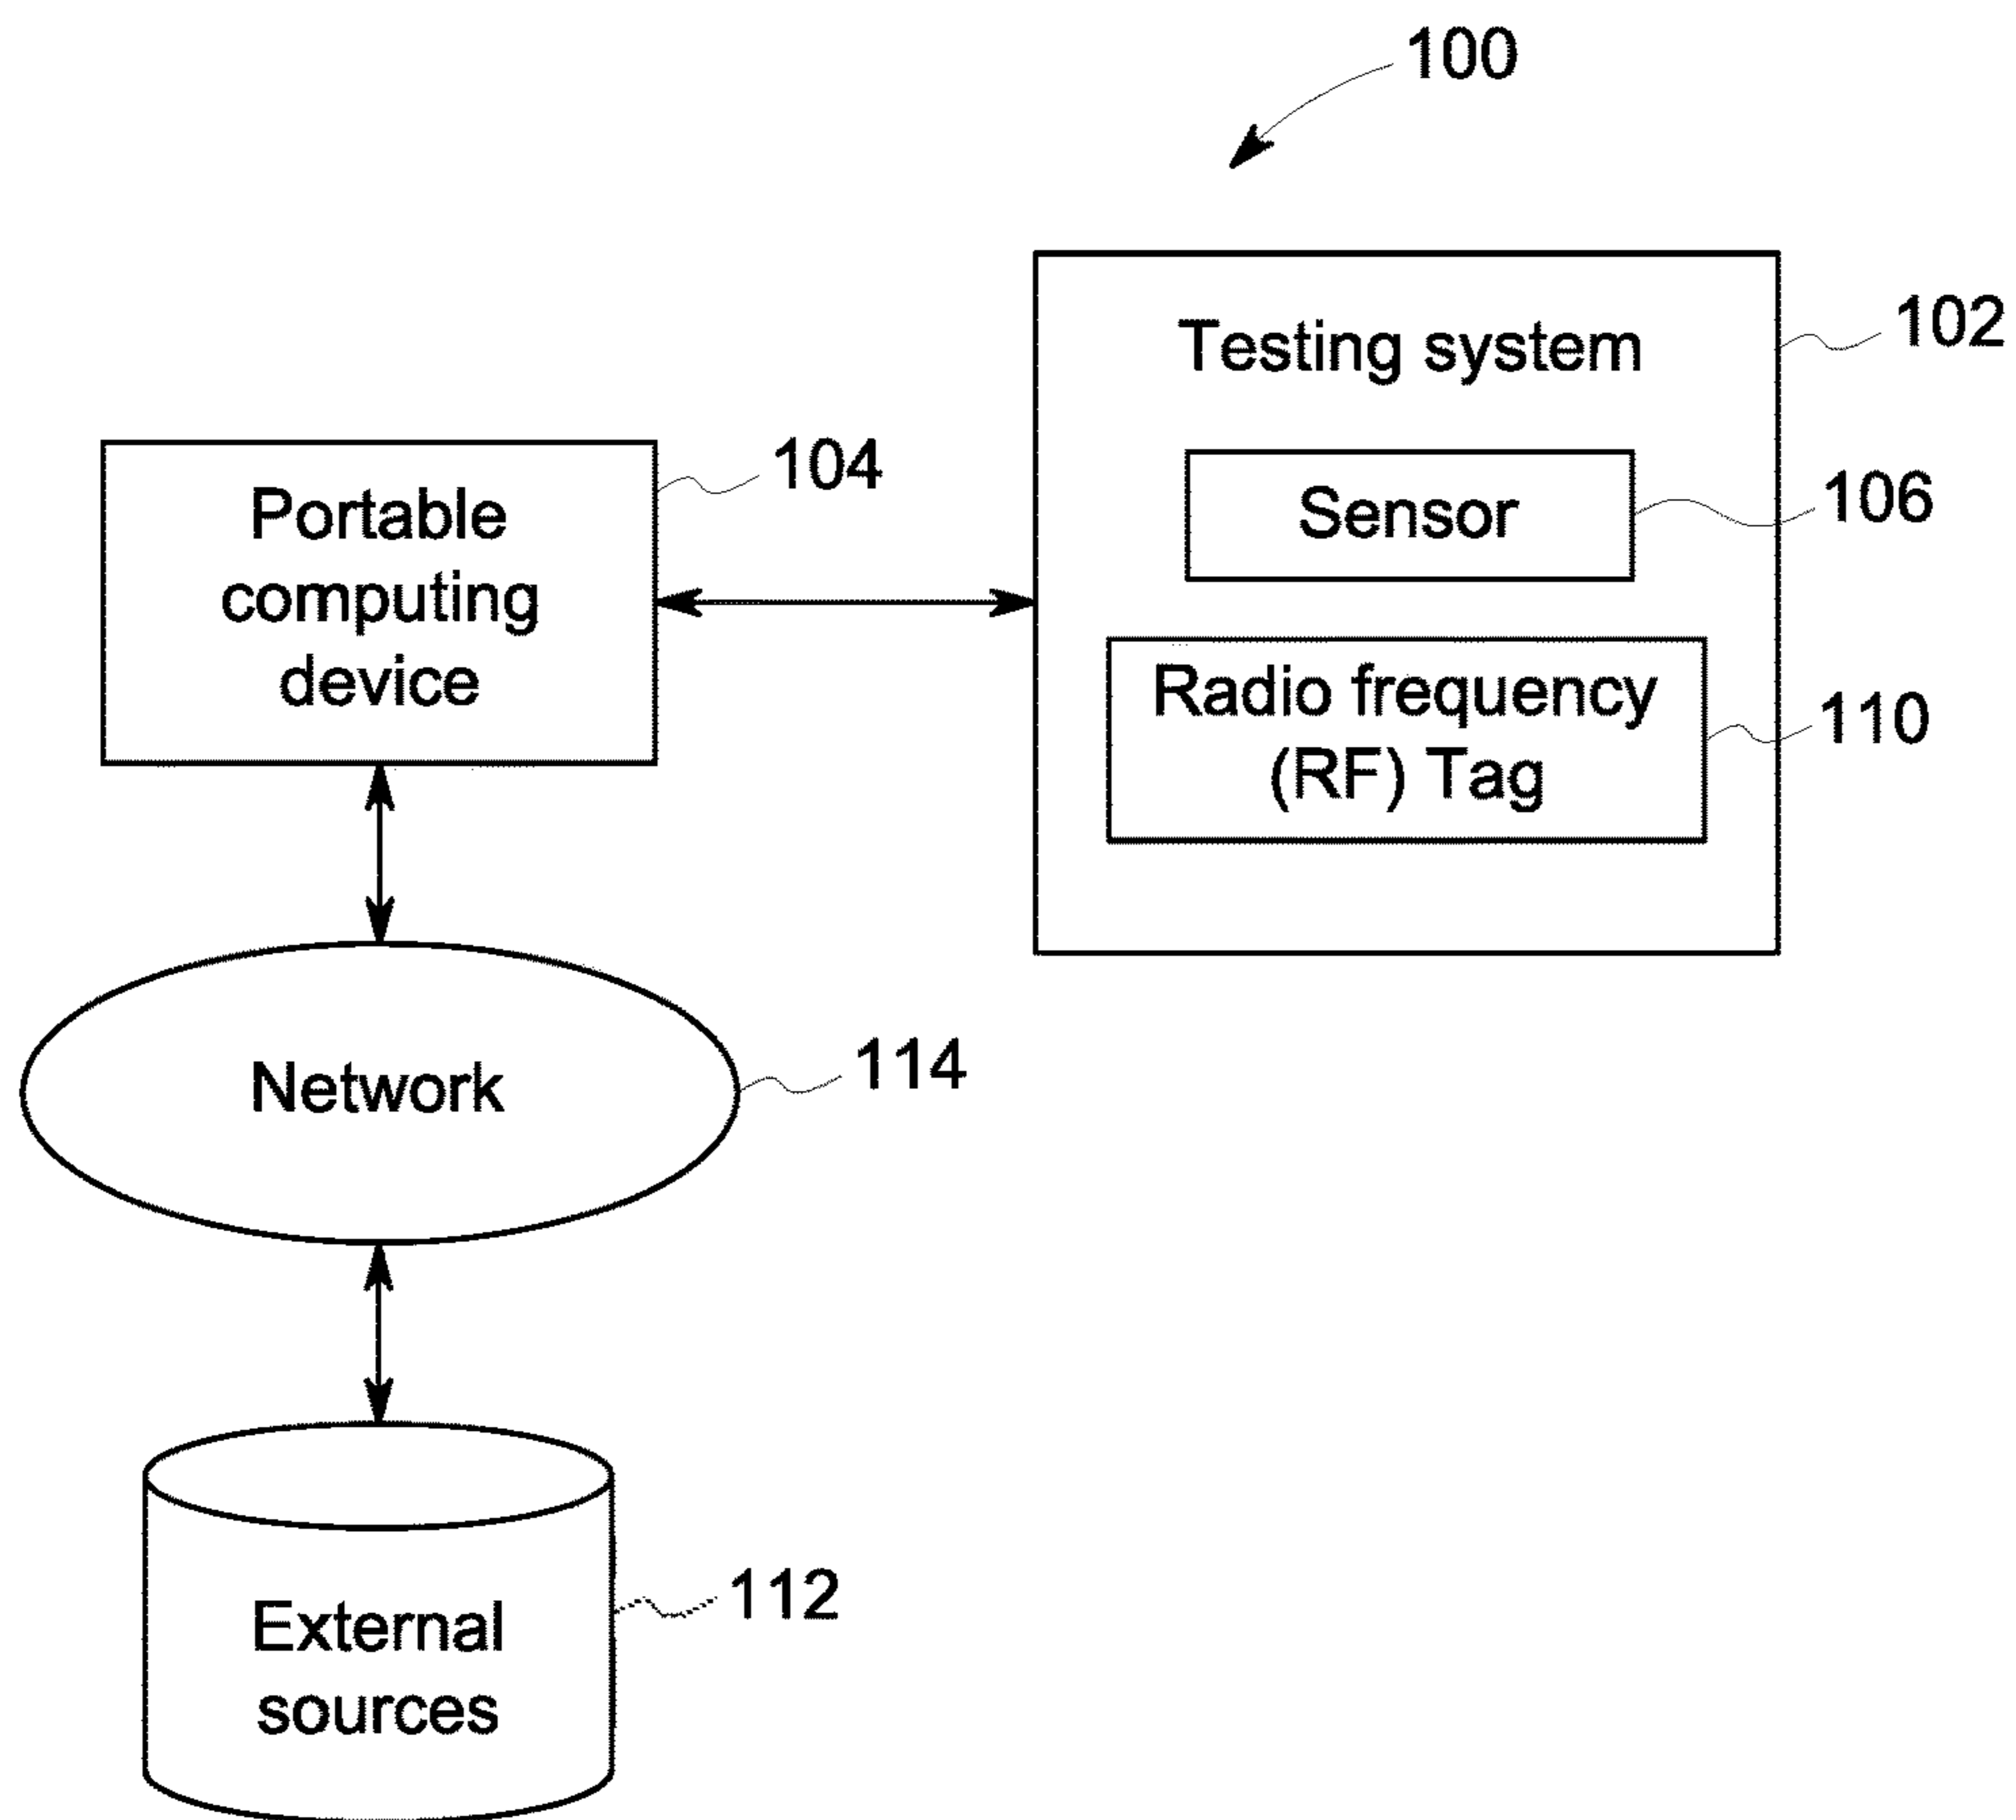 100
Testing system
102
Sensor
106
Radio frequency
(RF) Tag
110
Portable
computing
device
104
Network
114
External
sources
112